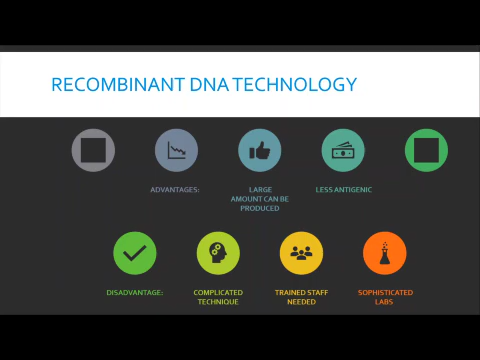 RECOMBINANT DNA TECHNOLOGY
ADVANTAGES:
LARGE
AMOUNT CAN BE
PRODUCED
LESS ANTIGENIC
DISADVANTAGE:
COMPLICATED
TECHNIQUE
TRAINED STAFF
NEEDED
SOPHISTICATED
LABS